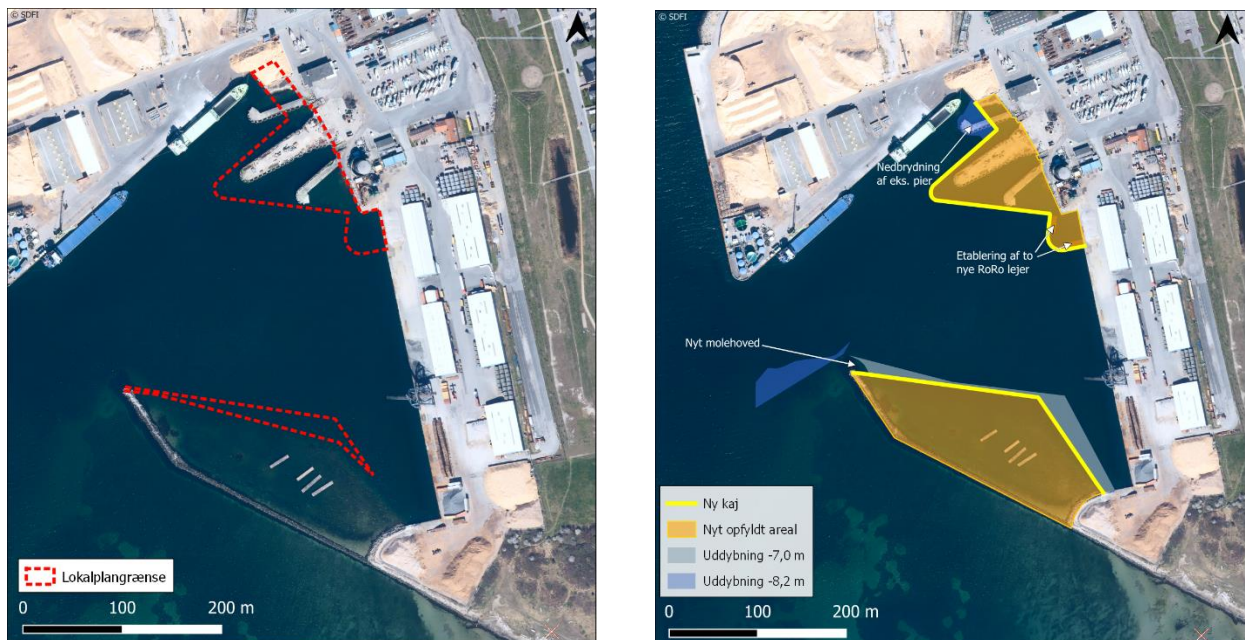 © SDFI
Lokalplangrænse
0 100 200 m
© SDFI
Nedbrydning
af eks. pier
Etablering af to
nye RoRo lejer
Nyt molehoved
Ny kaj
Nyt opfyldt areal
Uddybning -7,0 m
Uddybning -8,2 m
0 100 200 m